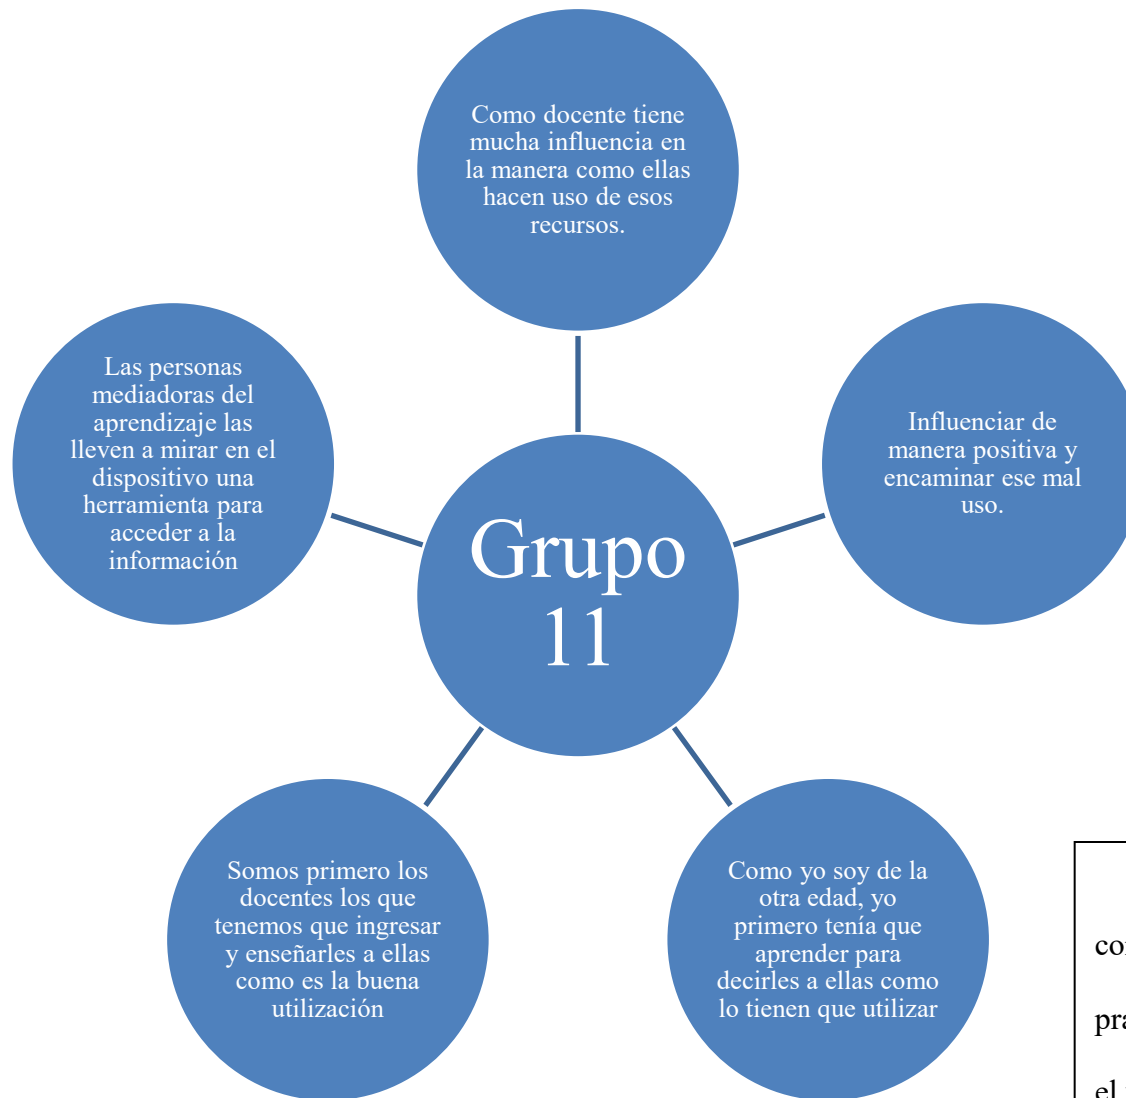 Como docente tiene
mucha influencia en
la manera como ellas
hacen uso de esos
recursos.
Las personas
mediadoras del
aprendizaje las
lleven a mirar en el
dispositivo una
herramienta para
acceder a la
información
Influenciar de
manera positiva y
encaminar ese mal
uso.
Grupo
11
Somos primero los
docentes los que
tenemos que ingresar
y enseñarles a ellas
como es la buena
utilización
Como yo soy de la
otra edad, yo
primero tenía que
aprender para
decirles a ellas como
lo tienen que utilizar
el